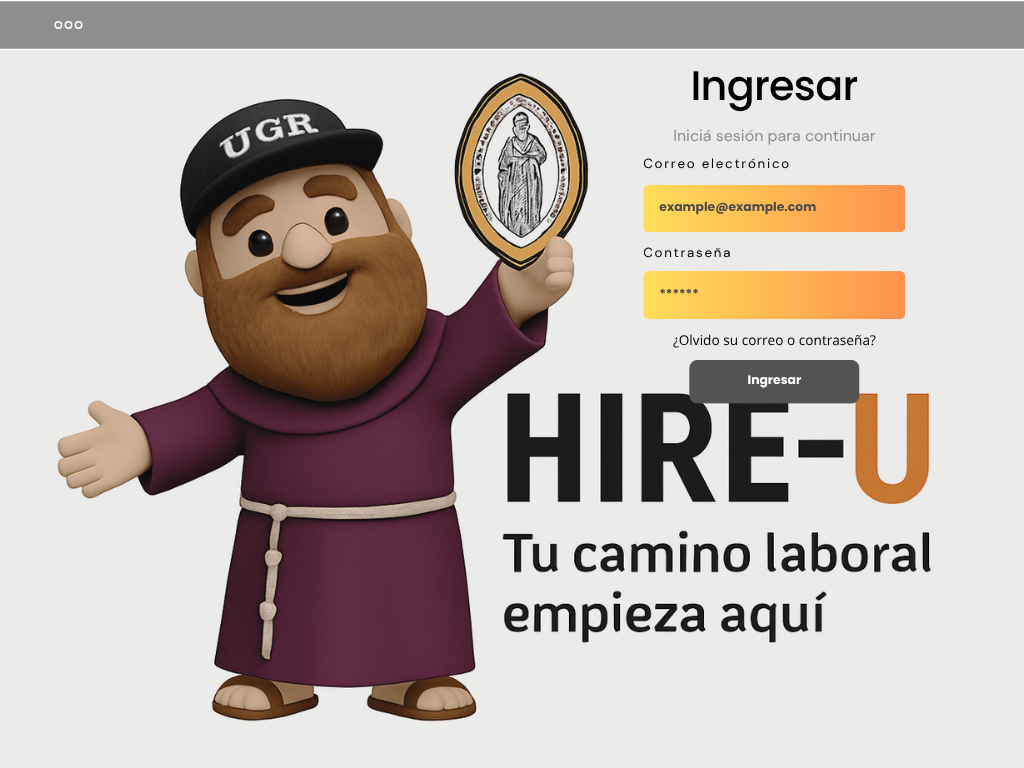 ooo
Ingresar
Iniciá sesión para continuar
Correo electrónico
example@example.com
Contraseña
******
¿Olvido su correo o contraseña?
Ingresar
UGR
HIRE-U
Tu camino laboral
empieza aquí